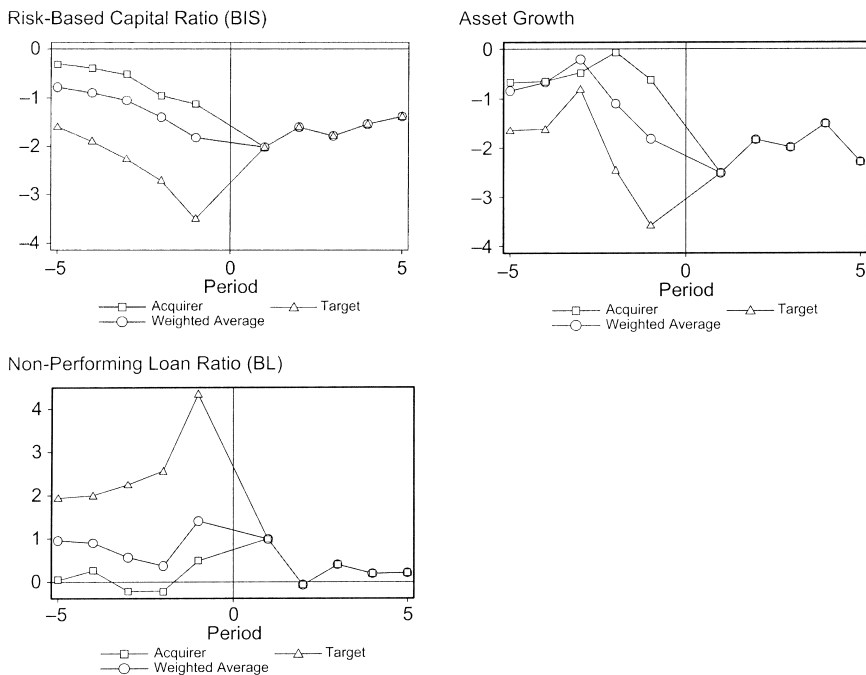 Risk-Based Capital Ratio (BIS)
0
−1
−2
−3
−4
−5
0
5
Period
Acquirer
Target
Weighted Average
Asset Growth
0
−1
−2
−3
−4
−5
0
5
Period
Acquirer
Target
Weighted Average
Non-Performing Loan Ratio (BL)
4
3
2
1
0
−5
0
5
Period
Acquirer
Target
Weighted Average